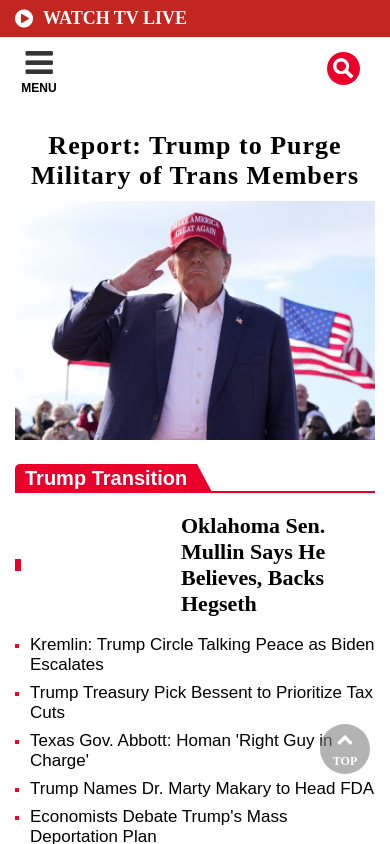 WATCH TV LIVE
MENU
Report: Trump to Purge
Military of Trans Members
MAKE AMERICA
GREAT AGAIN
Trump Transition
Oklahoma Sen.
Mullin Says He
Believes, Backs
Hegseth
Kremlin: Trump Circle Talking Peace as Biden
Escalates
Trump Treasury Pick Bessent to Prioritize Tax
Cuts
Texas Gov. Abbott: Homan 'Right Guy in
Charge'
TOP
Trump Names Dr. Marty Makary to Head FDA
Economists Debate Trump's Mass
Deportation Plan